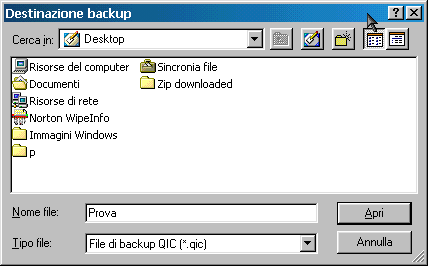 Destinazione backup
Cerca in: Desktop
Risorse del computer
Documenti
Risorse di rete
Norton WipeInfo
Immagini Windows
p
Sincronia file
Zip downloaded
Nome file: Prova
Apri
Tipo file: File di backup QIC (*.qic)
Annulla